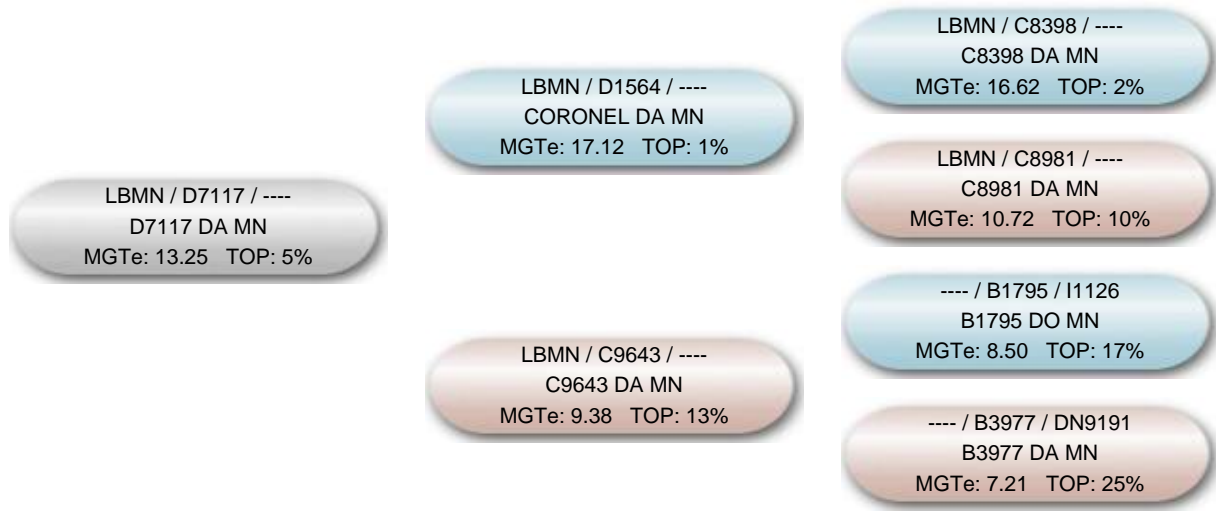 LBMN / D7117 / ----
D7117 DA MN
MGTe: 13.25 TOP: 5%
LBMN / D1564 / ----
CORONEL DA MN
MGTe: 17.12 TOP: 1%
LBMN / C9643 / ----
C9643 DA MN
MGTe: 9.38 TOP: 13%
LBMN / C8398 / ----
C8398 DA MN
MGTe: 16.62 TOP: 2%
LBMN / C8981 / ----
C8981 DA MN
MGTe: 10.72 TOP: 10%
---- / B1795 / I1126
B1795 DO MN
MGTe: 8.50 TOP: 17%
---- / B3977 / DN9191
B3977 DA MN
MGTe: 7.21 TOP: 25%